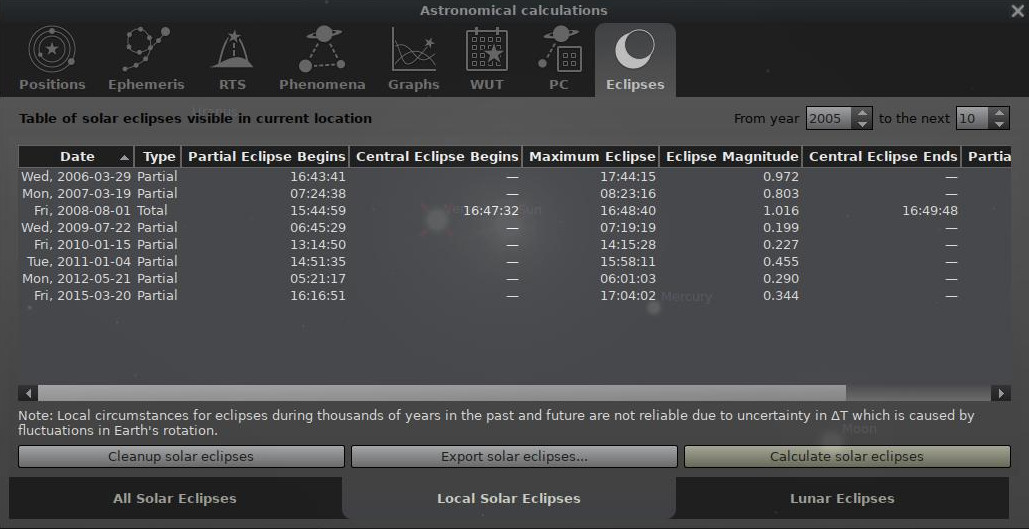 Astronomical calculations
Positions Ephemeris RTS Phenomena Graphs WUT PC Eclipses
Table of solar eclipses visible in current location From year 2005 to the next 10
Date Type Partial Eclipse Begins Central Eclipse Begins Maximum Eclipse Eclipse Magnitude Central Eclipse Ends Partia
Wed, 2006-03-29 Partial 16:43:41 — 17:44:15 0.972 —
Mon, 2007-03-19 Partial 07:24:38 — 08:23:16 0.803 —
Fri, 2008-08-01 Total 15:44:59 16:47:32 16:48:40 1.016 16:49:48
Sun
Wed, 2009-07-22 Partial 06:45:29 — 07:19:19 0.199 —
Fri, 2010-01-15 Partial 13:14:50 — 14:15:28 0.227 —
Tue, 2011-01-04 Partial 14:51:35 — 15:58:11 0.455 —
Mon, 2012-05-21 Partial 05:21:17 — 06:01:03 0.290 —
Fri, 2015-03-20 Partial 16:16:51 — 17:04:02 0.344 —
Mercury
Note: Local circumstances for eclipses during thousands of years in the past and future are not reliable due to uncertainty in ΔT which is caused by
fluctuations in Earth's rotation.
Moon
Cleanup solar eclipses Export solar eclipses... Calculate solar eclipses
All Solar Eclipses Local Solar Eclipses Lunar Eclipses